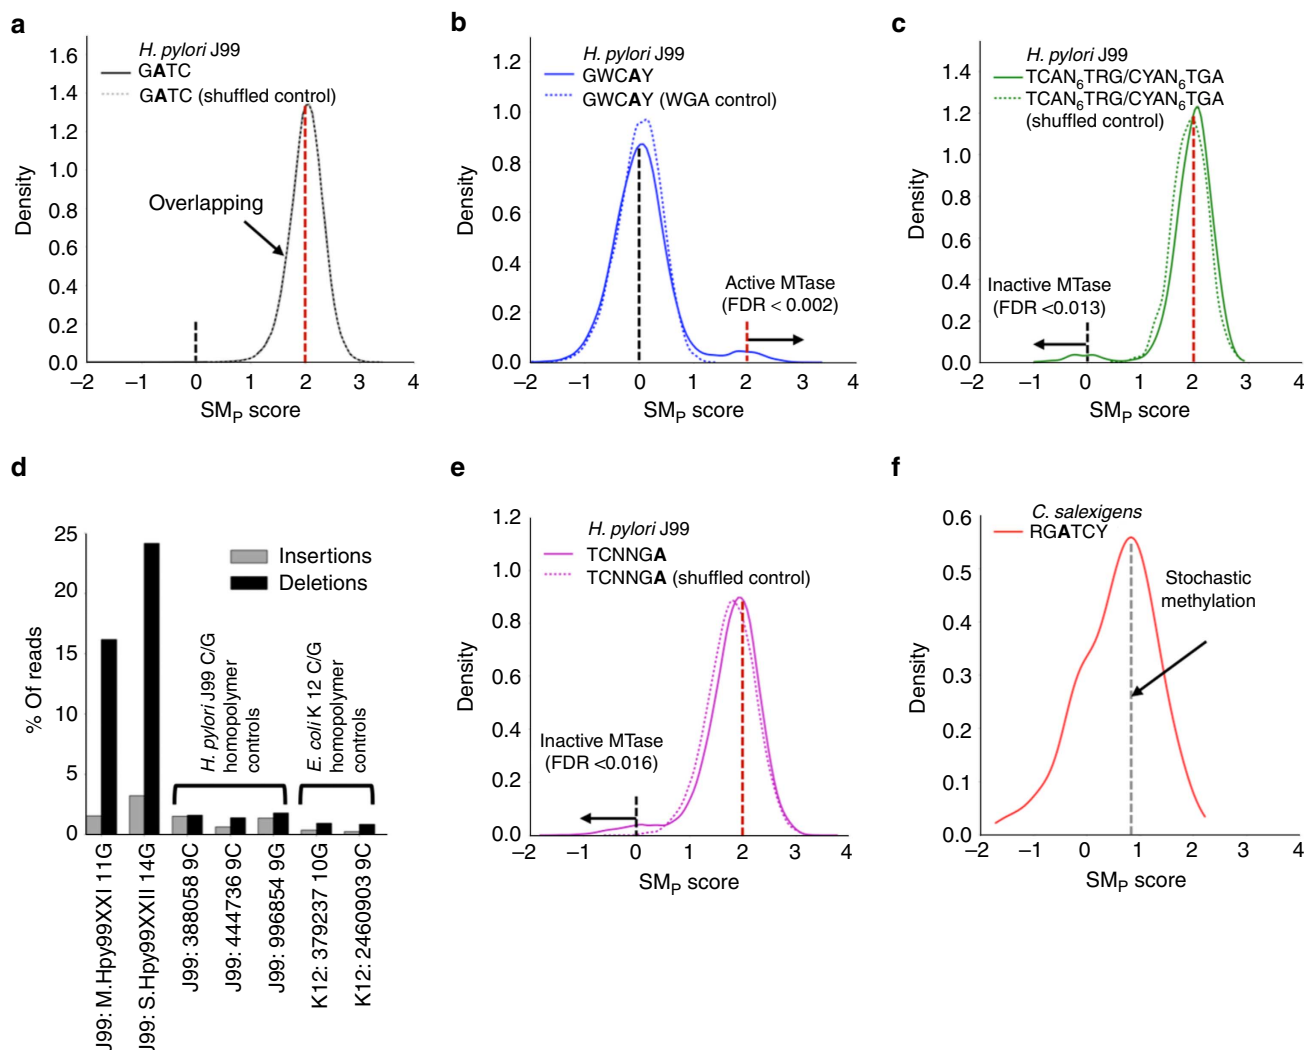 a
H. pylori J99
GATC
GATC (shuffled control)
Overlapping
Density
1.6
1.4
1.2
1.0
0.8
0.6
0.4
0.2
0.0
−2 −1 0 1 2 3 4
SMP score
b
H. pylori J99
GWCAY
GWCAY (WGA control)
Active MTase
(FDR < 0.002)
Density
1.2
1.0
0.8
0.6
0.4
0.2
0.0
−2 −1 0 1 2 3 4
SMP score
c
H. pylori J99
TCAN6TRG/CYAN6TGA
TCAN6TRG/CYAN6TGA
(shuffled control)
Inactive MTase
(FDR <0.013)
Density
1.4
1.2
1.0
0.8
0.6
0.4
0.2
0.0
−2 −1 0 1 2 3 4
SMP score
d
Insertions
Deletions
% Of reads
25
20
15
10
5
0
H. pylori J99 C/G
homopolymer
controls
E. coli K 12 C/G
homopolymer
controls
J99: M.Hpy99XXI 11G
J99: S.Hpy99XXII 14G
J99: 388058 9C
J99: 444736 9C
J99: 996854 9G
K12: 379237 10G
K12: 2460903 9C
e
H. pylori J99
TCNNGA
TCNNGA (shuffled control)
Inactive MTase
(FDR <0.016)
Density
1.2
1.0
0.8
0.6
0.4
0.2
0.0
−2 −1 0 1 2 3 4
SMP score
f
C. salexigens
RGATCY
Stochastic
methylation
Density
0.6
0.5
0.4
0.3
0.2
0.1
0.0
−2 −1 0 1 2 3 4
SMP score